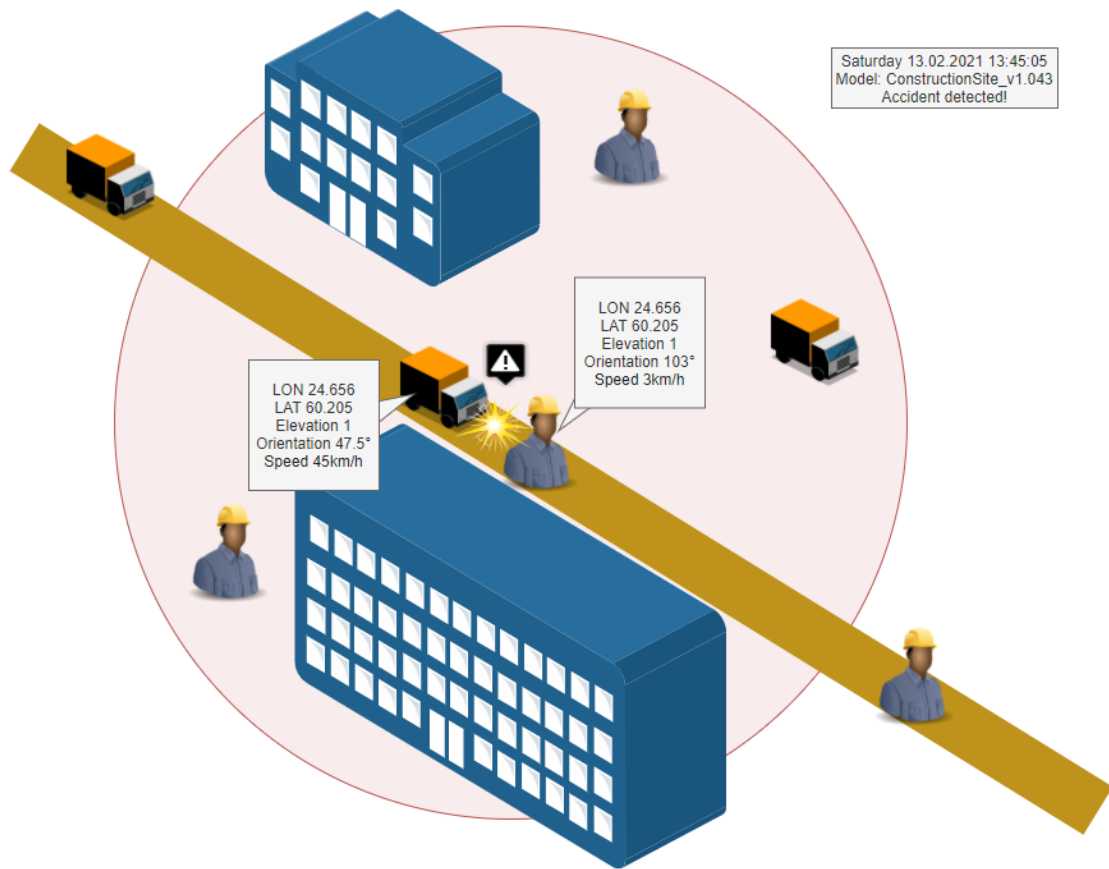 Saturday 13.02.2021 13:45:05
Model: ConstructionSite_v1.043
Accident detected!
LON 24.656
LAT 60.205
Elevation 1
Orientation 103°
Speed 3km/h
LON 24.656
LAT 60.205
Elevation 1
Orientation 47.5°
Speed 45km/h